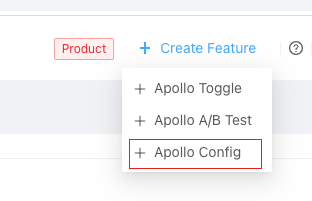 Product + Create Feature ?
+ Apollo Toggle
+ Apollo A/B Test
+ Apollo Config